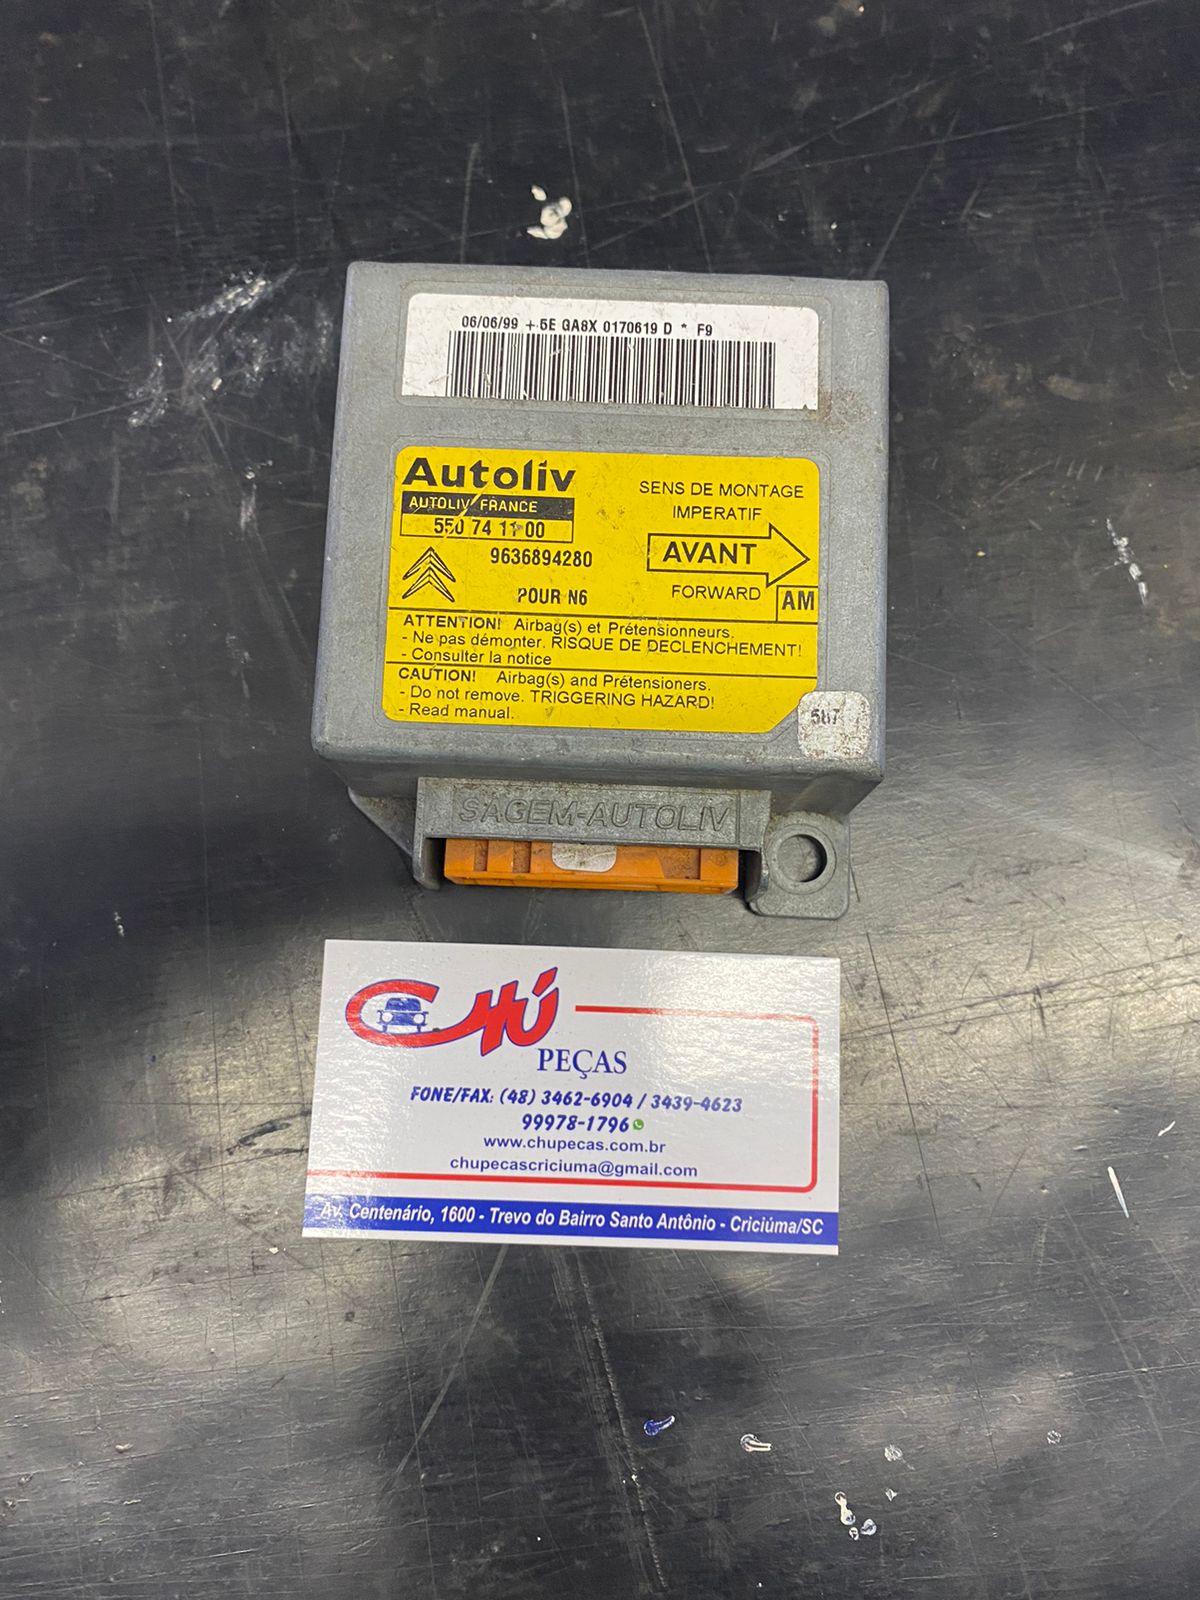 06/06/99 + 5E GA8X 0170619 D * F9
Autoliv
AUTOLIV FRANCE
550 74 11 00
9636894280
POUR N6
SENS DE MONTAGE
IMPERATIF
AVANT
FORWARD
AM
ATTENTION! Airbag(s) et Prétensionneurs.
- Ne pas démonter. RISQUE DE DECLENCHEMENT!
- Consulter la notice
CAUTION! Airbag(s) and Prétensioners.
- Do not remove. TRIGGERING HAZARD!
- Read manual.
SAGEM-AUTOLIV
CHÚ
PEÇAS
FONE/FAX: (48) 3462-6904 / 3439-4623
99978-1796
www.chupecas.com.br
chupecascriciuma@gmail.com
Av. Centenário, 1600 - Trevo do Bairro Santo Antônio - Criciúma/SC